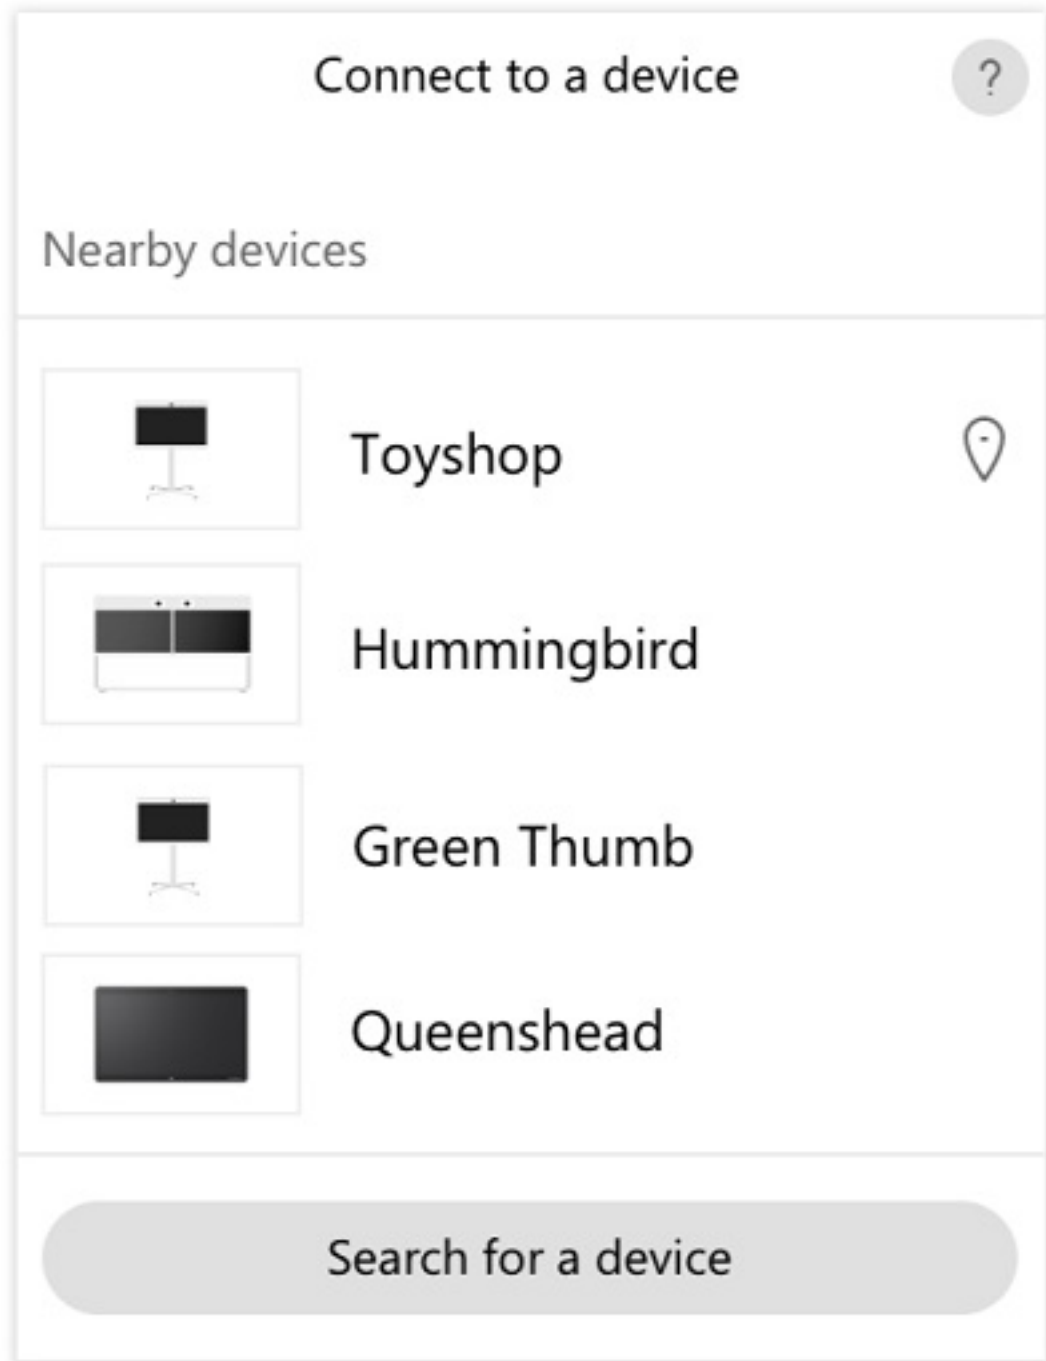 Connect to a device
?
Nearby devices
Toyshop
Hummingbird
Green Thumb
Queenshead
Search for a device